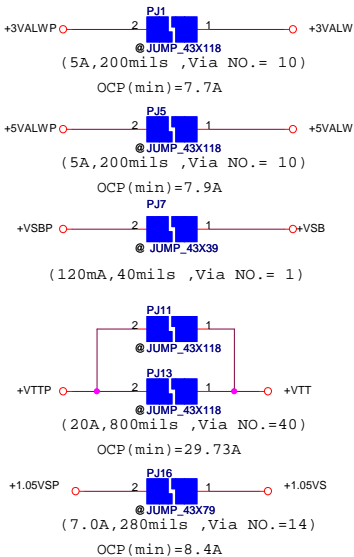 PJ1
+3VALWP 2 1 +3VALW
@ JUMP_43X118
(5A,200mils ,Via NO.= 10)
OCP(min)=7.7A
PJ5
+5VALWP 2 1 +5VALW
@ JUMP_43X118
(5A,200mils ,Via NO.= 10)
OCP(min)=7.9A
PJ7
+VSBP 2 1 +VSB
@ JUMP_43X39
(120mA,40mils ,Via NO.= 1)
PJ11
2 1
@ JUMP_43X118
PJ13
+VTTP 2 1 +VTT
@ JUMP_43X118
(20A,800mils ,Via NO.=40)
OCP(min)=29.73A
PJ16
+1.05VSP 2 1 +1.05VS
@ JUMP_43X79
(7.0A,280mils ,Via NO.=14)
OCP(min)=8.4A